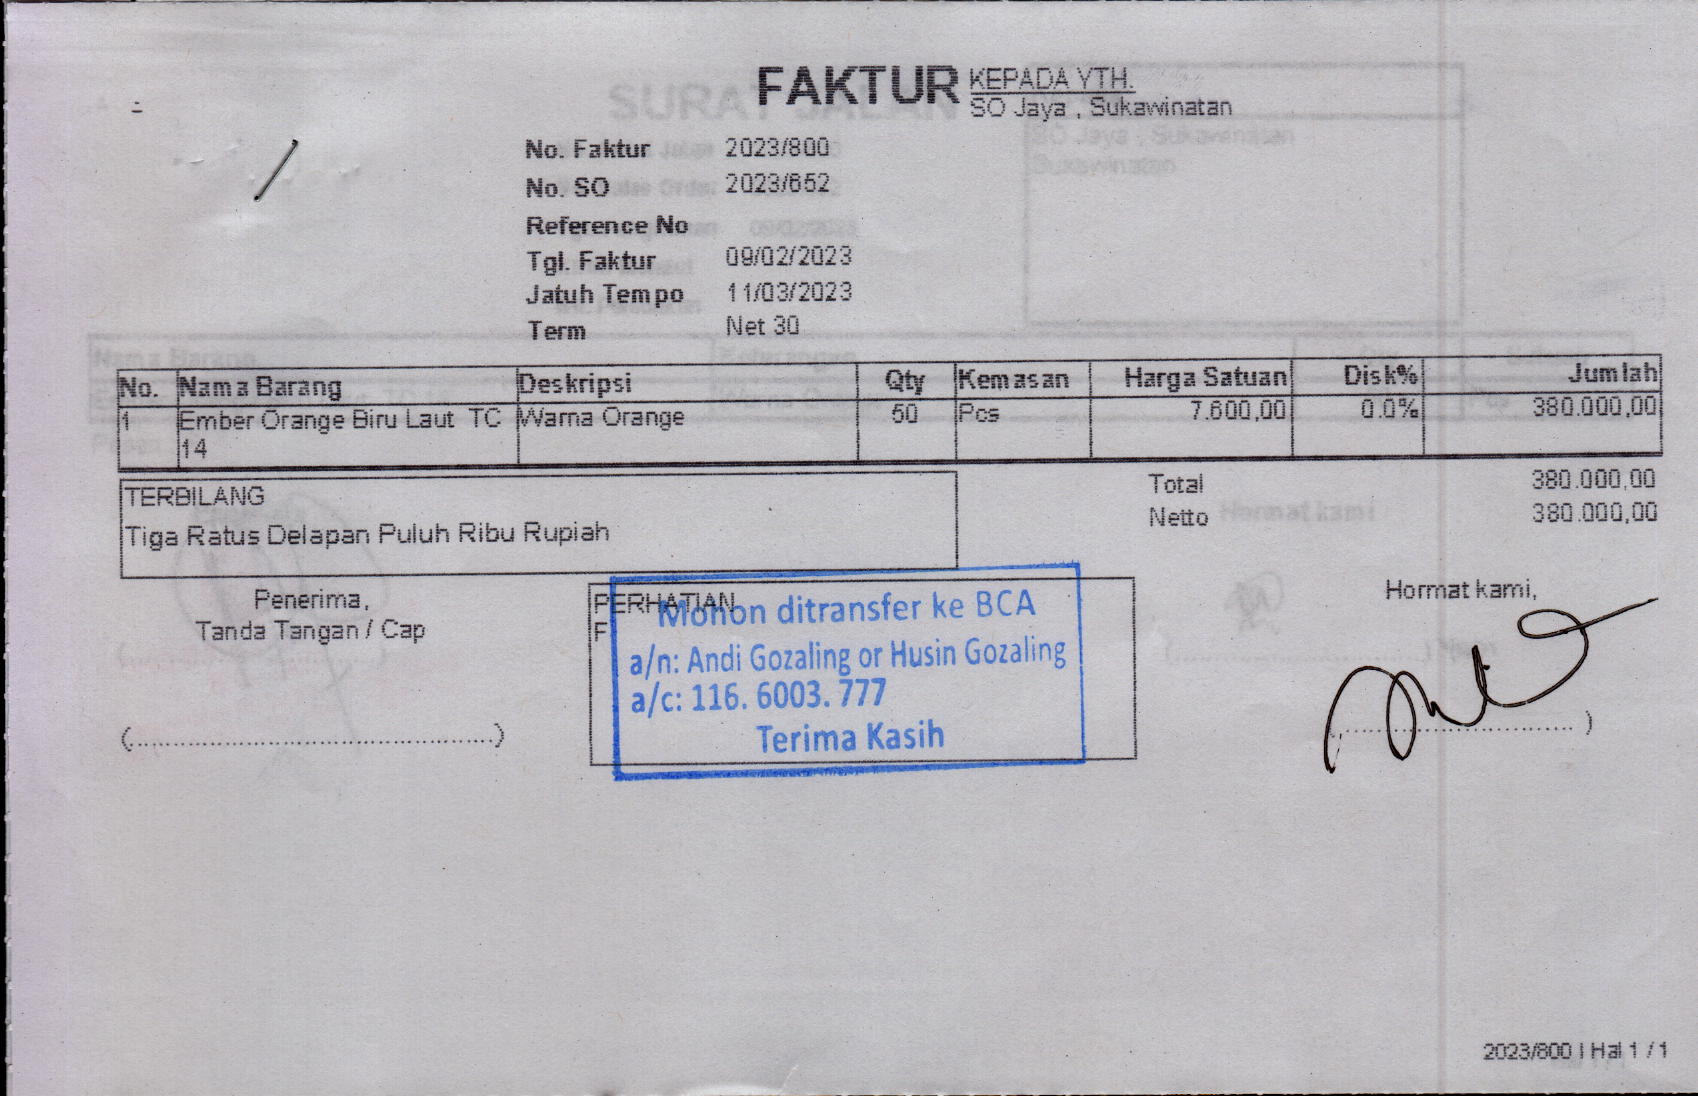 FAKTUR
KEPADA YTH.
SO Jaya , Sukawinatan
No. Faktur 2023/800
No. SO 2023/652
Reference No
Tgl. Faktur 09/02/2023
Jatuh Tempo 11/03/2023
Term Net 30
No. Nama Barang Deskripsi Qty Kemasan Harga Satuan Disk% Jumlah
1 Ember Orange Biru Laut TC Warna Orange 50 Pcs 7.600,00 0.0% 380.000,00
14
TERBILANG
Tiga Ratus Delapan Puluh Ribu Rupiah
Total 380.000,00
Netto 380.000,00
Penerima,
Tanda Tangan / Cap
(................................................)
PERHATIAN
F
Mohon ditransfer ke BCA
a/n: Andi Gozaling or Husin Gozaling
a/c: 116. 6003. 777
Terima Kasih
Hormat kami,
2023/800 | Hal 1 / 1